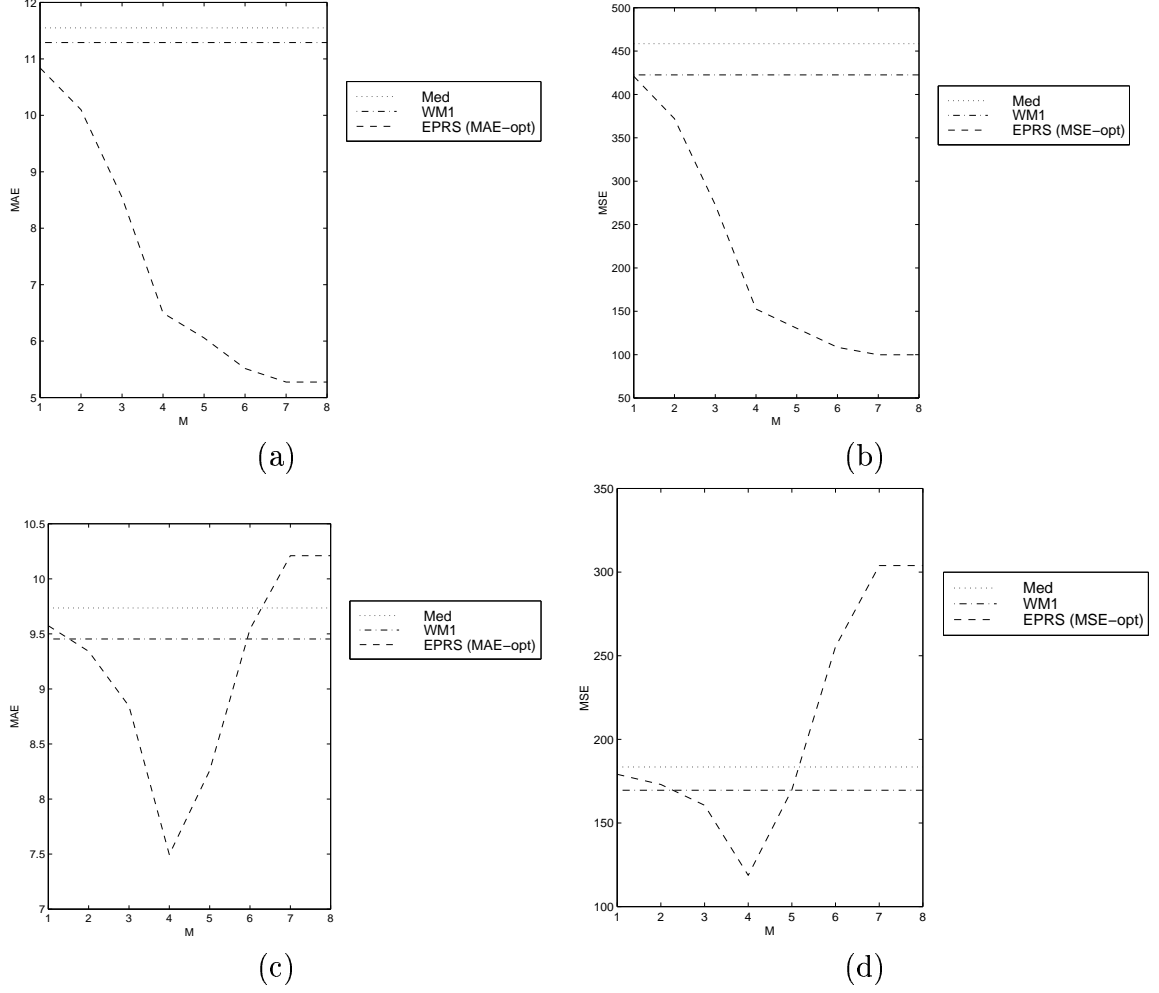 12
11
10
9
8
7
6
5
MAE
1 2 3 4 5 6 7 8
M
Med
WM1
EPRS (MAE-opt)
(a)
500
450
400
350
300
250
200
150
100
50
MSE
1 2 3 4 5 6 7 8
M
Med
WM1
EPRS (MSE-opt)
(b)
10.5
10
9.5
9
8.5
8
7.5
7
MAE
1 2 3 4 5 6 7 8
M
Med
WM1
EPRS (MAE-opt)
(c)
350
300
250
200
150
100
MSE
1 2 3 4 5 6 7 8
M
Med
WM1
EPRS (MSE-opt)
(d)